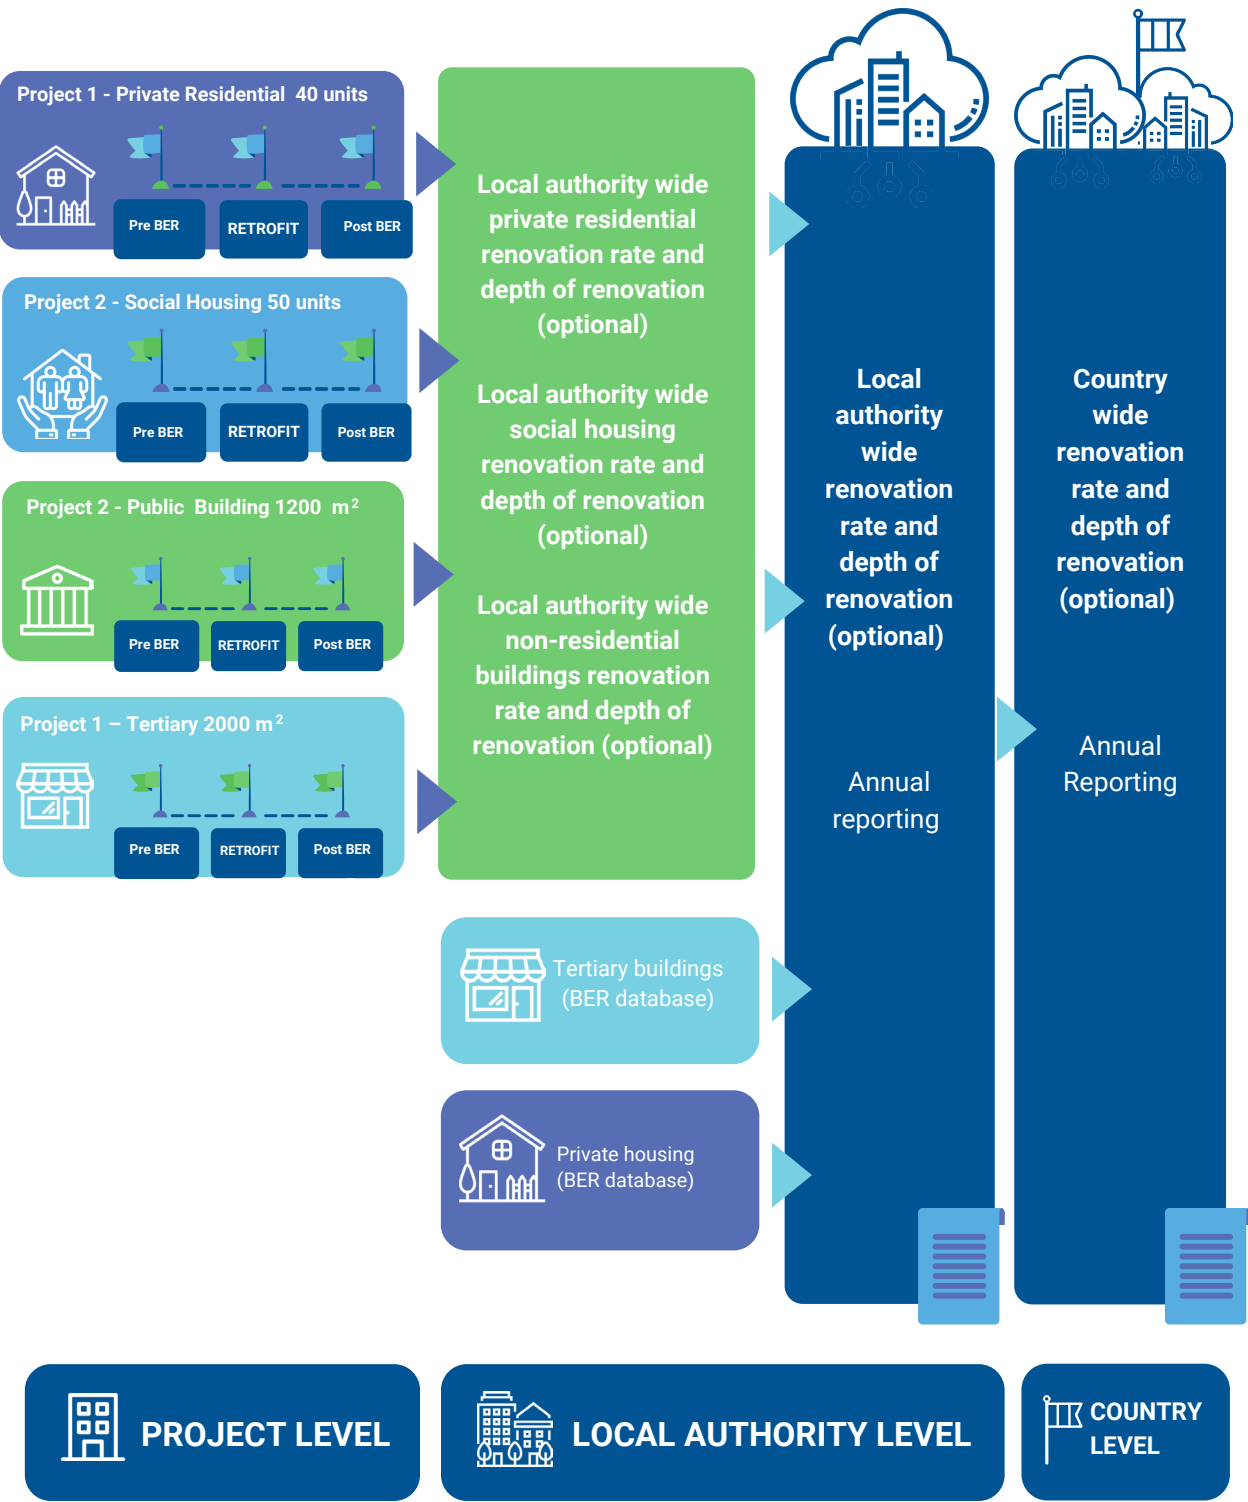 Project 1 - Private Residential 40 units
Pre BER
RETROFIT
Post BER
Project 2 - Social Housing 50 units
Pre BER
RETROFIT
Post BER
Project 2 - Public Building 1200 m²
Pre BER
RETROFIT
Post BER
Project 1 – Tertiary 2000 m²
Pre BER
RETROFIT
Post BER
Local authority wide
private residential
renovation rate and
depth of renovation
(optional)
Local authority wide
social housing
renovation rate and
depth of renovation
(optional)
Local authority wide
non-residential
buildings renovation
rate and depth of
renovation (optional)
Tertiary buildings
(BER database)
Private housing
(BER database)
Local
authority
wide
renovation
rate and
depth of
renovation
(optional)
Annual
reporting
Country
wide
renovation
rate and
depth of
renovation
(optional)
Annual
Reporting
PROJECT LEVEL
LOCAL AUTHORITY LEVEL
COUNTRY
LEVEL